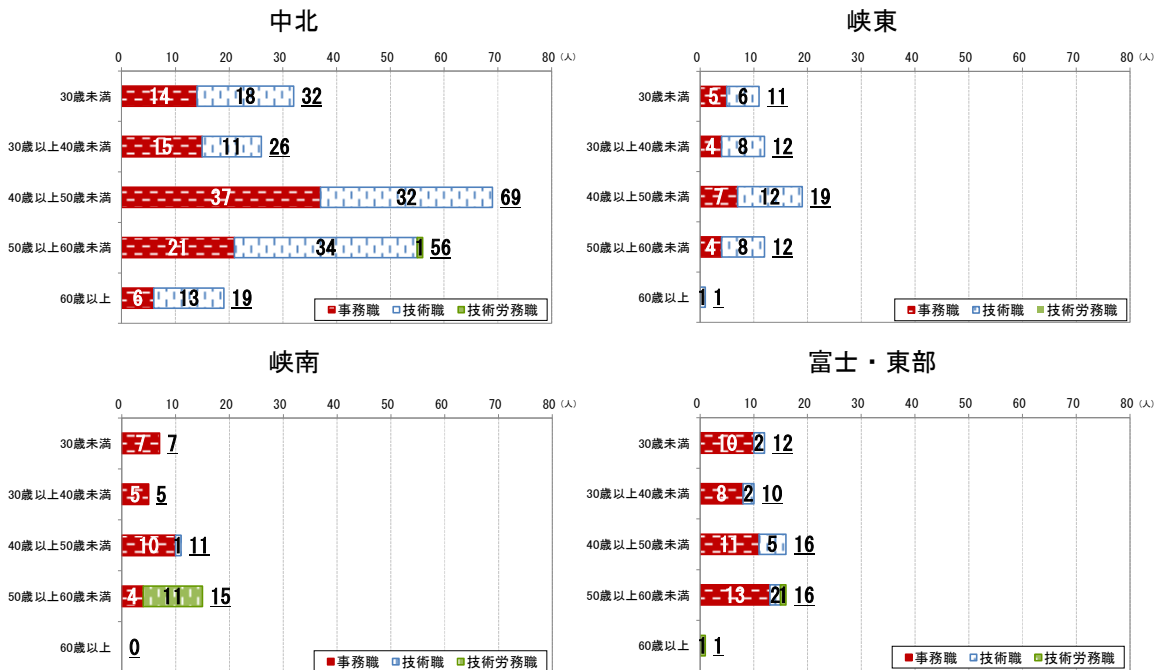 中北
0 10 20 30 40 50 60 70 80 (人)
30歳未満 14 18 32
30歳以上40歳未満 15 11 26
40歳以上50歳未満 37 32 69
50歳以上60歳未満 21 34 1 56
60歳以上 6 13 19
事務職 技術職 技術労務職
峡東
0 10 20 30 40 50 60 70 80 (人)
30歳未満 5 6 11
30歳以上40歳未満 4 8 12
40歳以上50歳未満 7 12 19
50歳以上60歳未満 4 8 12
60歳以上 1 1
事務職 技術職 技術労務職
峡南
0 10 20 30 40 50 60 70 80 (人)
30歳未満 7 7
30歳以上40歳未満 5 5
40歳以上50歳未満 10 1 11
50歳以上60歳未満 4 11 15
60歳以上 0
事務職 技術職 技術労務職
富士・東部
0 10 20 30 40 50 60 70 80 (人)
30歳未満 10 2 12
30歳以上40歳未満 8 2 10
40歳以上50歳未満 11 5 16
50歳以上60歳未満 13 2 1 16
60歳以上 1 1
事務職 技術職 技術労務職